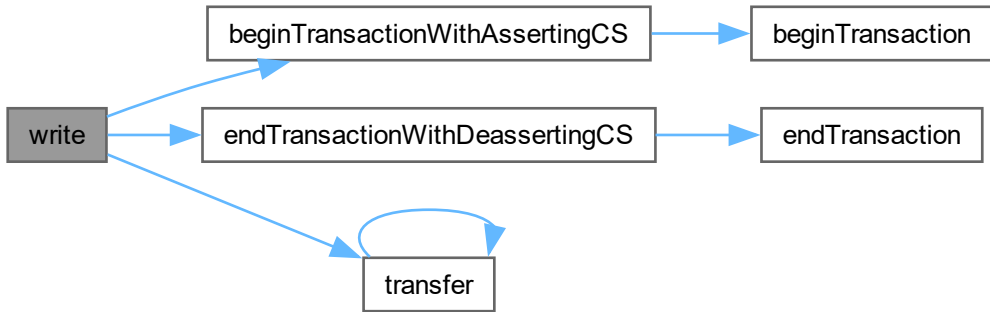 beginTransactionWithAssertingCS
beginTransaction
write
endTransactionWithDeassertingCS
endTransaction
transfer